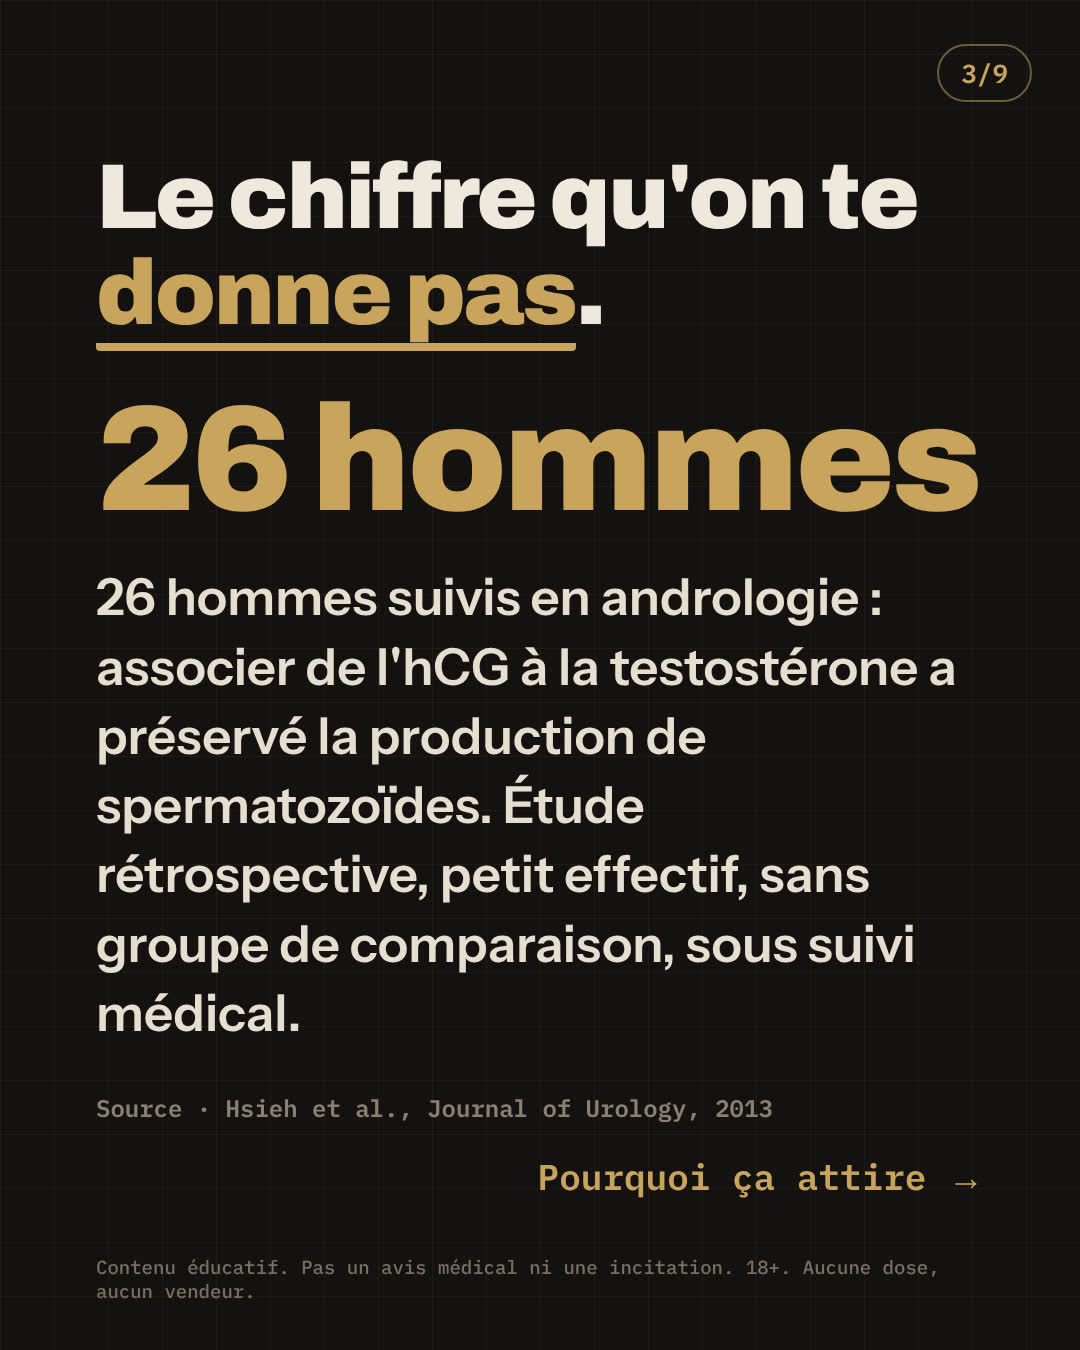 3/9
Le chiffre qu'on te
donne pas.
26 hommes
26 hommes suivis en andrologie :
associer de l'hCG à la testostérone a
préservé la production de
spermatozoïdes. Étude
rétrospective, petit effectif, sans
groupe de comparaison, sous suivi
médical.
Source · Hsieh et al., Journal of Urology, 2013
Pourquoi ça attire →
Contenu éducatif. Pas un avis médical ni une incitation. 18+. Aucune dose,
aucun vendeur.